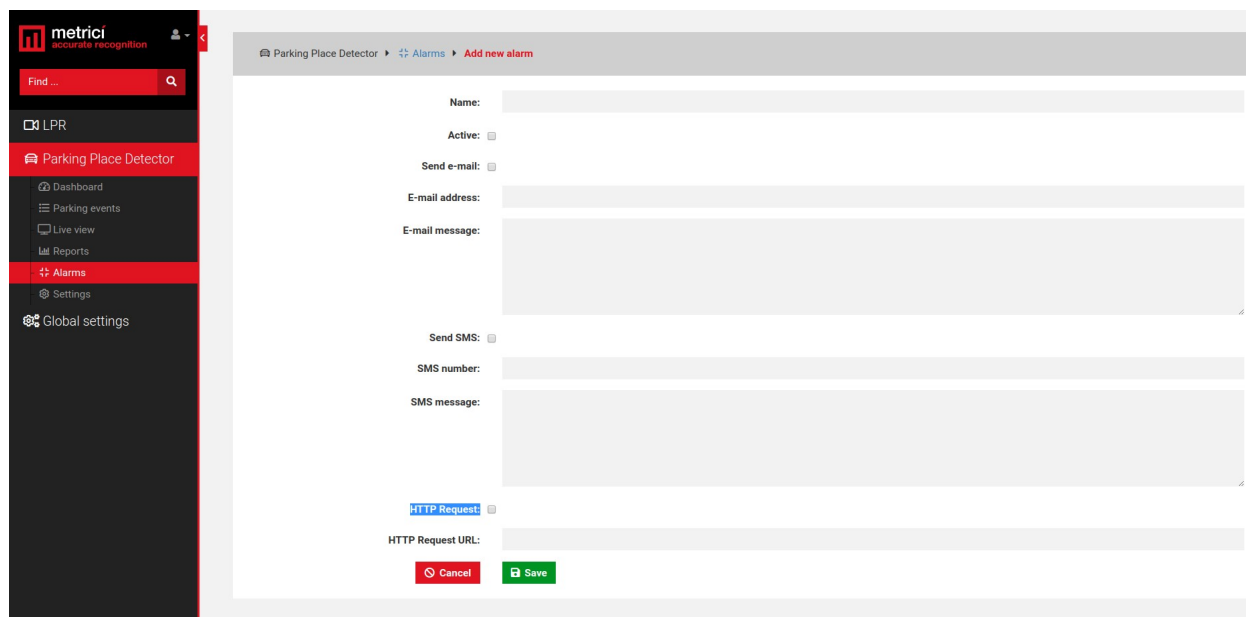 metrici
accurate recognition
Find ...
LPR
Parking Place Detector
Dashboard
Parking events
Live view
Reports
Alarms
Settings
Global settings
Parking Place Detector Alarms Add new alarm
Name:
Active:
Send e-mail:
E-mail address:
E-mail message:
Send SMS:
SMS number:
SMS message:
HTTP Request:
HTTP Request URL:
Cancel Save